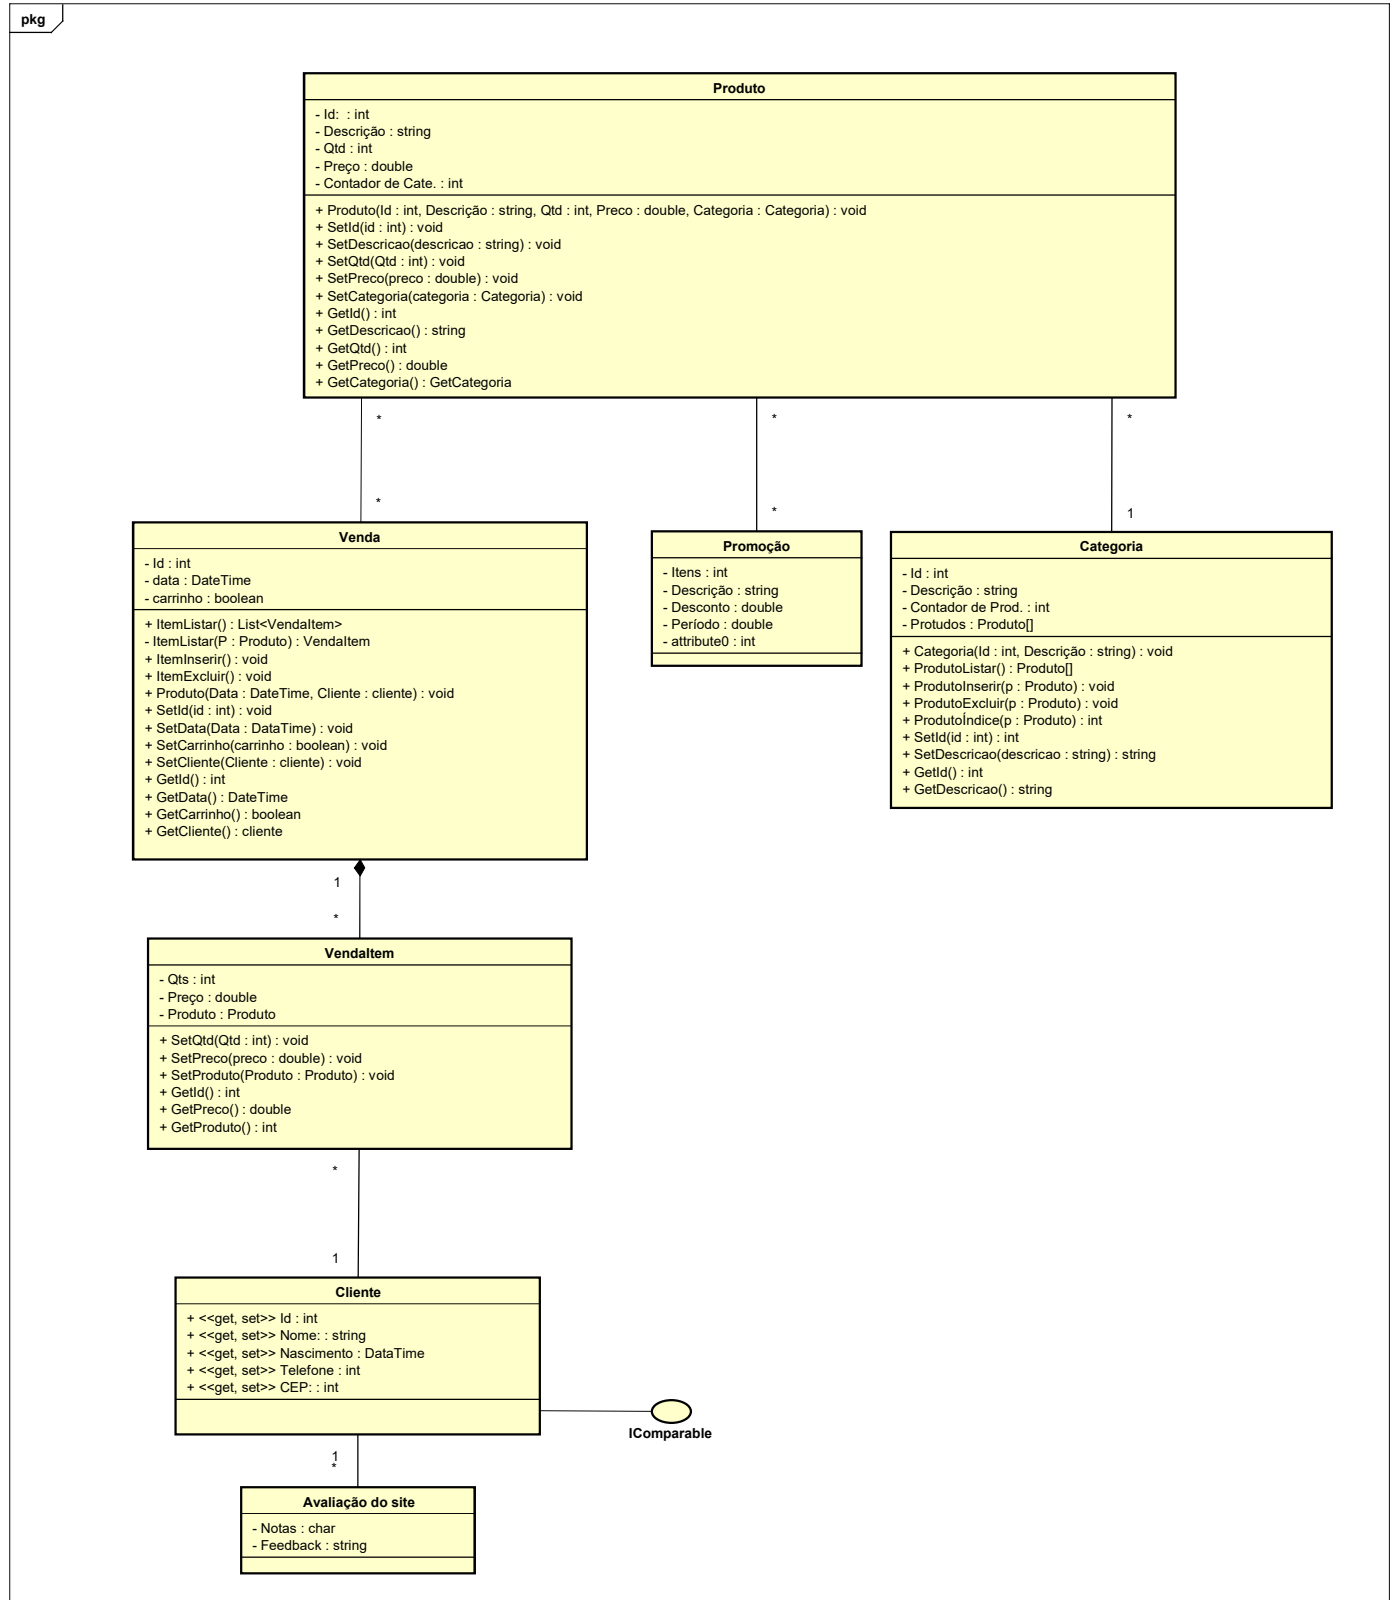 pkg
Produto
- Id: : int
- Descrição : string
- Qtd : int
- Preço : double
- Contador de Cate. : int
+ Produto(Id : int, Descrição : string, Qtd : int, Preco : double, Categoria : Categoria) : void
+ SetId(id : int) : void
+ SetDescricao(descricao : string) : void
+ SetQtd(Qtd : int) : void
+ SetPreco(preco : double) : void
+ SetCategoria(categoria : Categoria) : void
+ GetId() : int
+ GetDescricao() : string
+ GetQtd() : int
+ GetPreco() : double
+ GetCategoria() : GetCategoria
*
*
*
*
*
1
Venda
- Id : int
- data : DateTime
- carrinho : boolean
+ ItemListar() : List<VendaItem>
- ItemListar(P : Produto) : VendaItem
+ ItemInserir() : void
+ ItemExcluir() : void
+ Produto(Data : DateTime, Cliente : cliente) : void
+ SetId(id : int) : void
+ SetData(Data : DataTime) : void
+ SetCarrinho(carrinho : boolean) : void
+ SetCliente(Cliente : cliente) : void
+ GetId() : int
+ GetData() : DateTime
+ GetCarrinho() : boolean
+ GetCliente() : cliente
Promoção
- Itens : int
- Descrição : string
- Desconto : double
- Período : double
- attribute0 : int
Categoria
- Id : int
- Descrição : string
- Contador de Prod. : int
- Protudos : Produto[]
+ Categoria(Id : int, Descrição : string) : void
+ ProdutoListar() : Produto[]
+ ProdutoInserir(p : Produto) : void
+ ProdutoExcluir(p : Produto) : void
+ ProdutoÍndice(p : Produto) : int
+ SetId(id : int) : int
+ SetDescricao(descricao : string) : string
+ GetId() : int
+ GetDescricao() : string
1
*
VendaItem
- Qts : int
- Preço : double
- Produto : Produto
+ SetQtd(Qtd : int) : void
+ SetPreco(preco : double) : void
+ SetProduto(Produto : Produto) : void
+ GetId() : int
+ GetPreco() : double
+ GetProduto() : int
*
1
Cliente
+ <<get, set>> Id : int
+ <<get, set>> Nome: : string
+ <<get, set>> Nascimento : DataTime
+ <<get, set>> Telefone : int
+ <<get, set>> CEP: : int
IComparable
1
*
Avaliação do site
- Notas : char
- Feedback : string